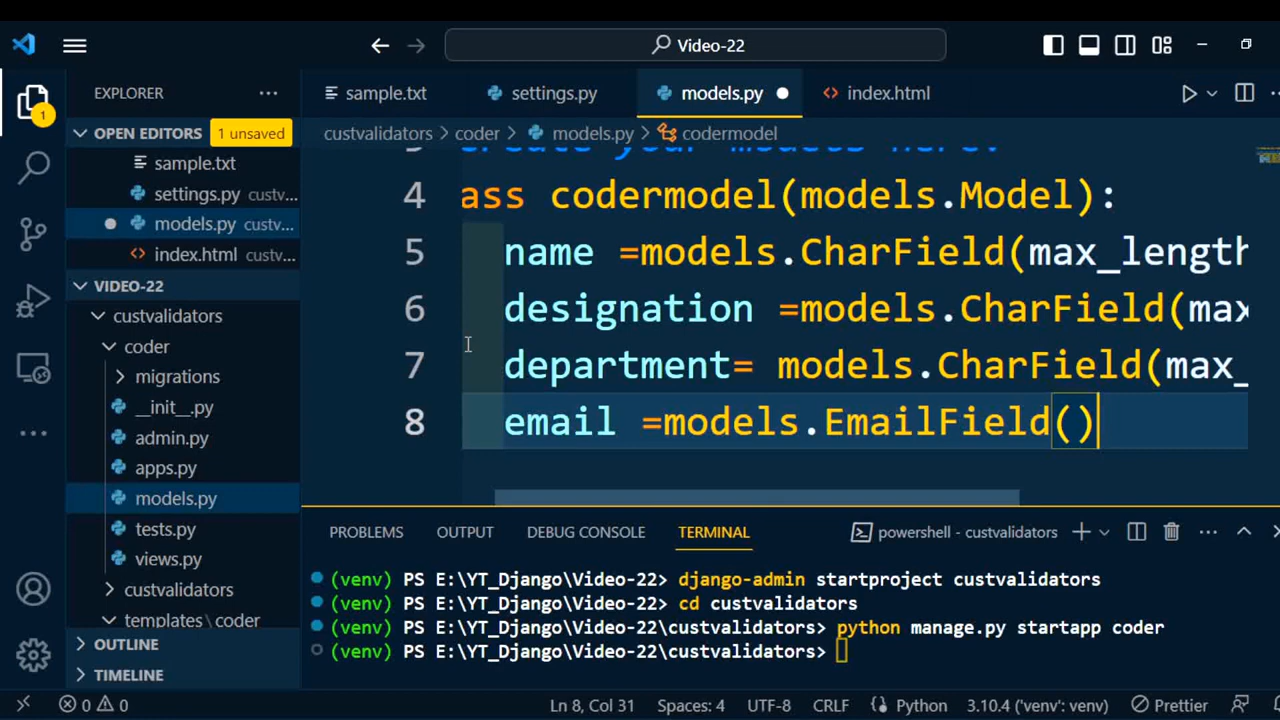 Video-22
EXPLORER
sample.txt
settings.py
models.py
index.html
OPEN EDITORS
1 unsaved
custvalidators
coder
models.py
codermodel
sample.txt
settings.py custv...
models.py custv...
index.html custv...
VIDEO-22
custvalidators
coder
migrations
__init__.py
admin.py
apps.py
models.py
tests.py
views.py
custvalidators
templates\coder
OUTLINE
TIMELINE
create your models here.
4 ass codermodel(models.Model):
5 name =models.CharField(max_length
6 designation =models.CharField(max
7 department= models.CharField(max_
8 email =models.EmailField()
PROBLEMS
OUTPUT
DEBUG CONSOLE
TERMINAL
powershell - custvalidators
(venv) PS E:\YT_Django\Video-22> django-admin startproject custvalidators
(venv) PS E:\YT_Django\Video-22> cd custvalidators
(venv) PS E:\YT_Django\Video-22\custvalidators> python manage.py startapp coder
(venv) PS E:\YT_Django\Video-22\custvalidators>
0 0
Ln 8, Col 31
Spaces: 4
UTF-8
CRLF
Python
3.10.4 ('venv': venv)
Prettier